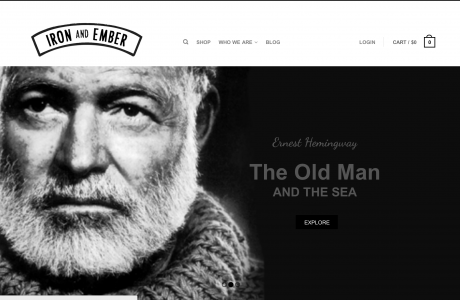 IRON AND EMBER
SHOP
WHO WE ARE
BLOG
LOGIN
CART / $0
0
Ernest Hemingway
The Old Man
AND THE SEA
EXPLORE